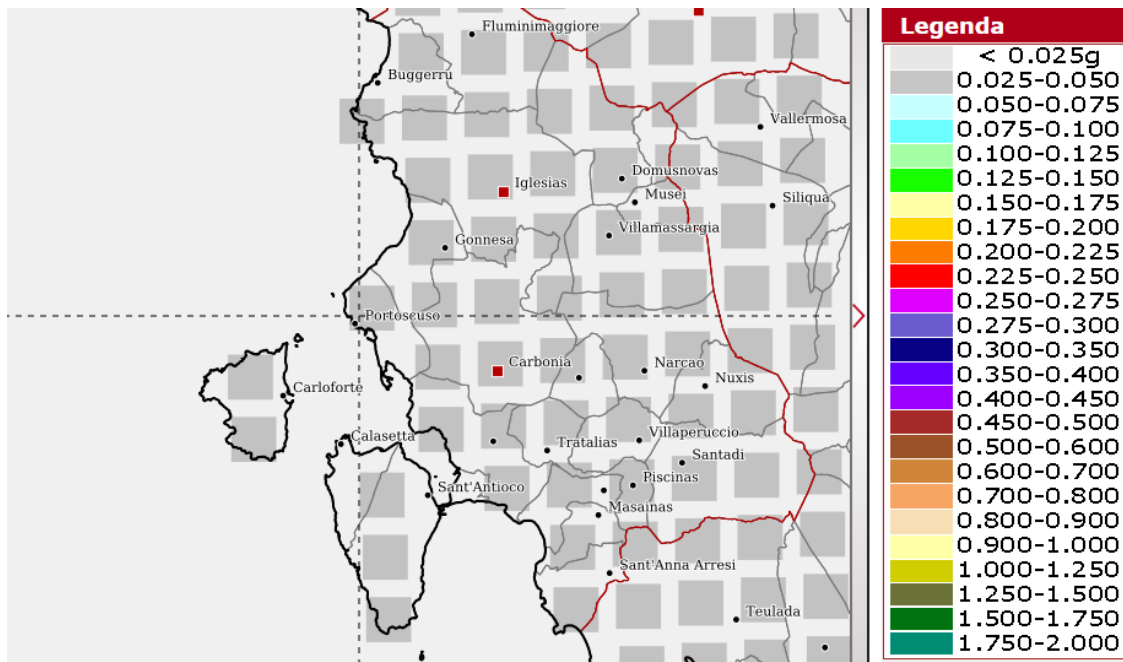 Fluminimaggiore
Buggerru
Vallermosa
Domusnovas
Iglesias
Musei
Siliqua
Villamassargia
Gonnesa
Portoscuso
Carbonia
Narcao
Nuxis
Carloforte
Calasetta
Tratalias
Villaperuccio
Santadi
Piscinas
Sant'Antioco
Masainas
Sant'Anna Arresi
Teulada
Legenda
< 0.025g
0.025-0.050
0.050-0.075
0.075-0.100
0.100-0.125
0.125-0.150
0.150-0.175
0.175-0.200
0.200-0.225
0.225-0.250
0.250-0.275
0.275-0.300
0.300-0.350
0.350-0.400
0.400-0.450
0.450-0.500
0.500-0.600
0.600-0.700
0.700-0.800
0.800-0.900
0.900-1.000
1.000-1.250
1.250-1.500
1.500-1.750
1.750-2.000